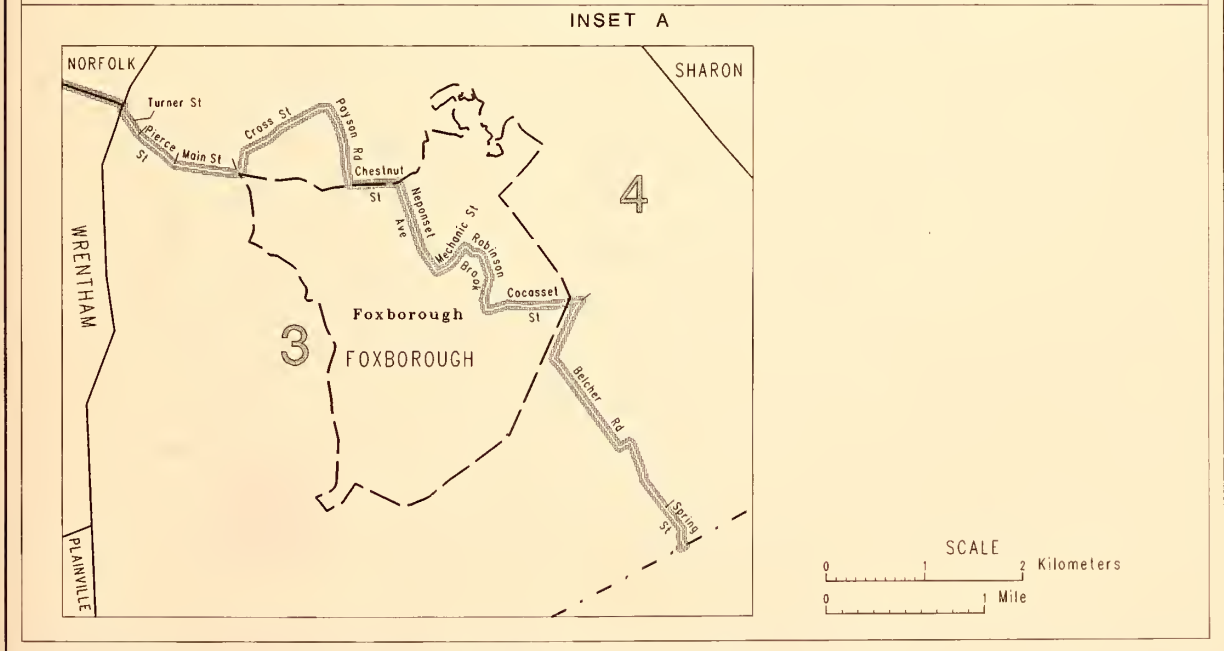 INSET A
NORFOLK
SHARON
Turner St
Pierce St
Main St
Cross St
Payson Rd
Chestnut St
4
Neponset Ave
Mechanic St
Robinson Brook
WRENTHAM
Cocasset St
Foxborough
3
FOXBOROUGH
Belcher Rd
Spring St
PLAINVILLE
SCALE
0 1 2 Kilometers
0 1 Mile